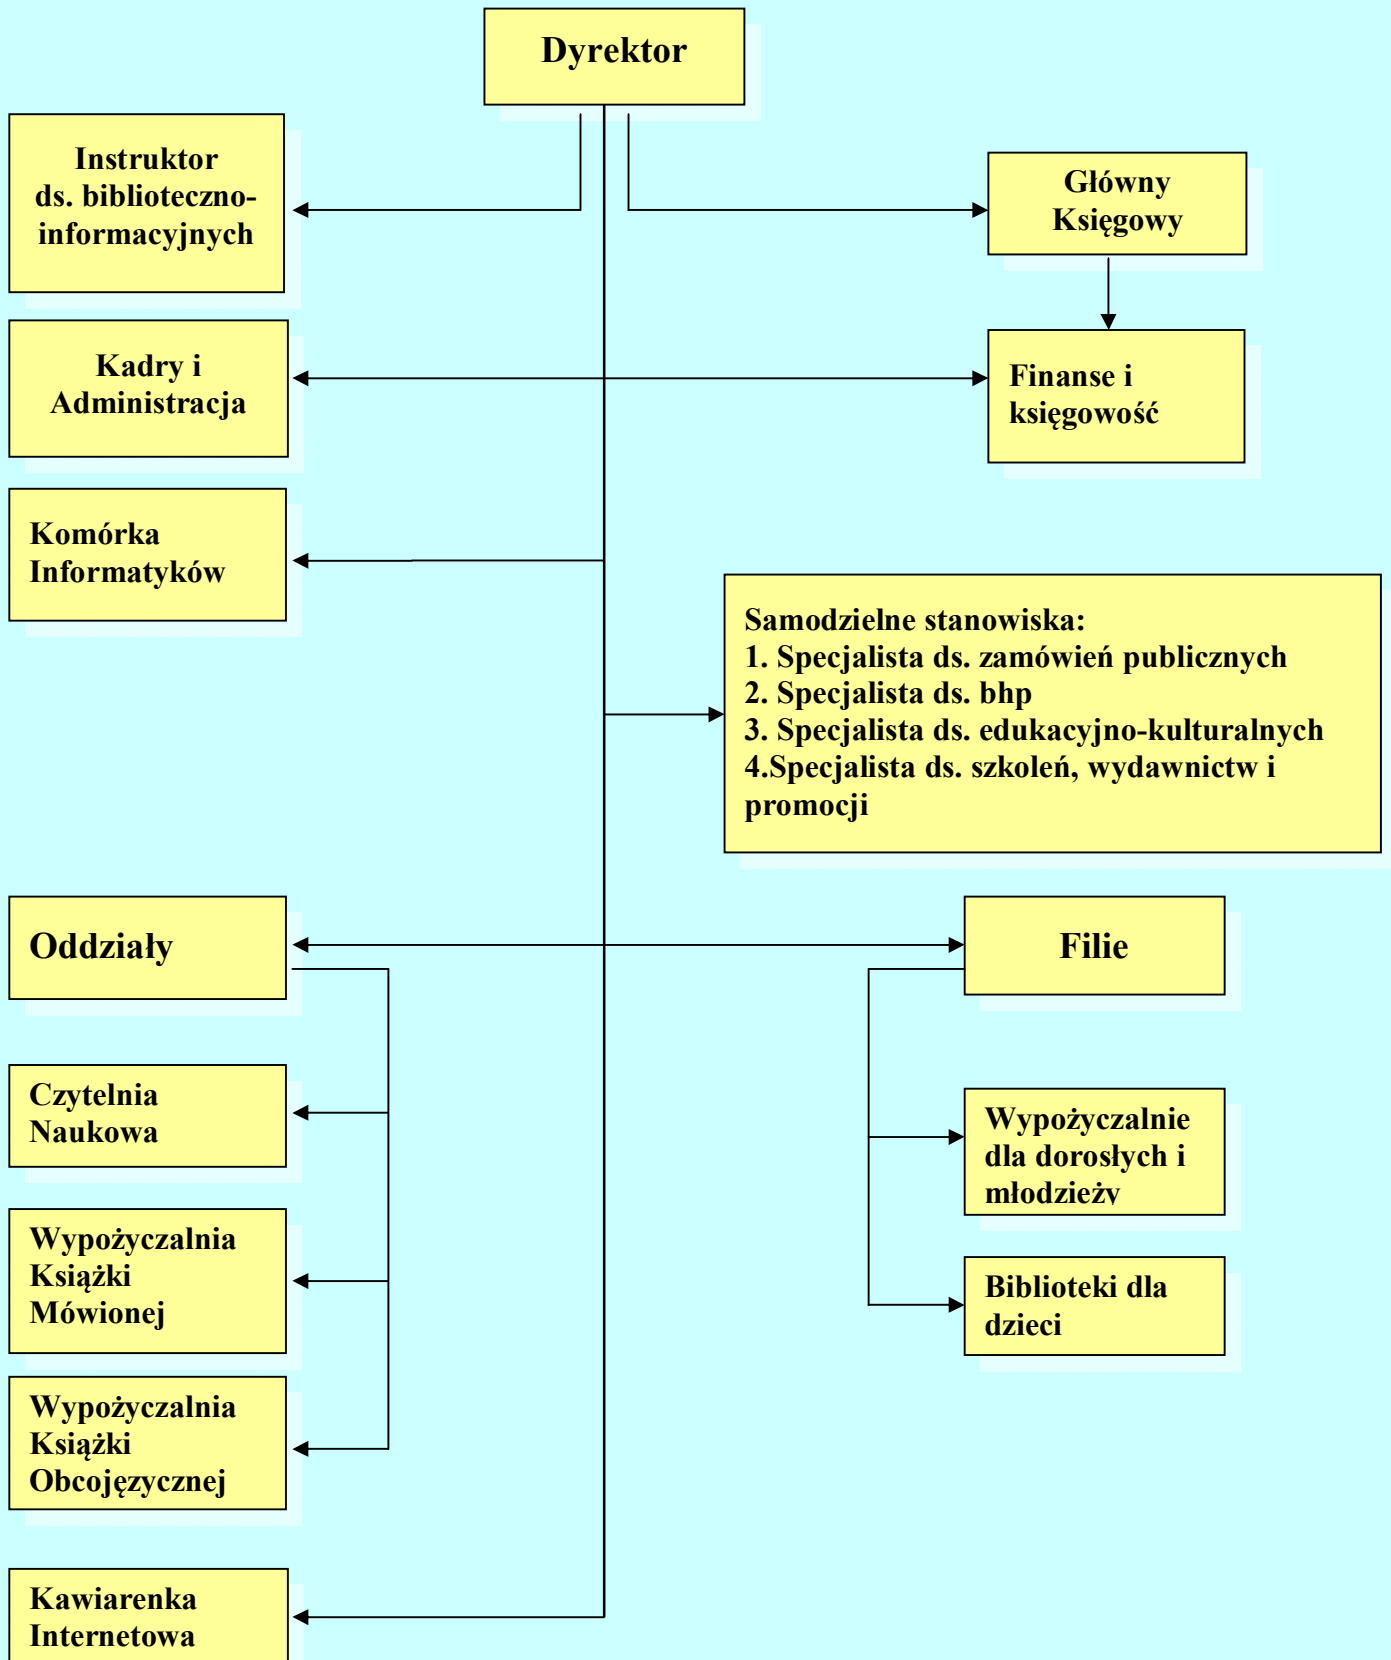 Dyrektor
Instruktor
ds. biblioteczno-
informacyjnych
Główny
Księgowy
Kadry i
Administracja
Finanse i
księgowość
Komórka
Informatyków
Samodzielne stanowiska:
1. Specjalista ds. zamówień publicznych
2. Specjalista ds. bhp
3. Specjalista ds. edukacyjno-kulturalnych
4.Specjalista ds. szkoleń, wydawnictw i
promocji
Oddziały
Filie
Czytelnia
Naukowa
Wypożyczalnie
dla dorosłych i
młodzieży
Wypożyczalnia
Książki
Mówionej
Biblioteki dla
dzieci
Wypożyczalnia
Książki
Obcojęzycznej
Kawiarenka
Internetowa